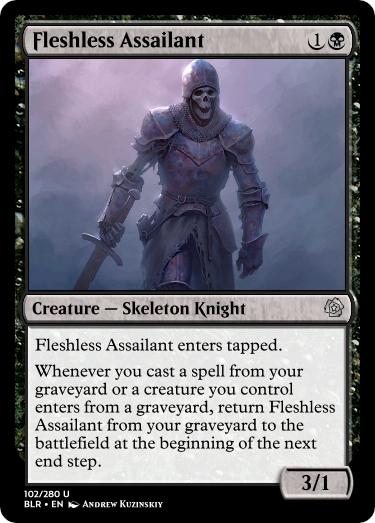 Fleshless Assailant 1
Creature — Skeleton Knight
Fleshless Assailant enters tapped.
Whenever you cast a spell from your
graveyard or a creature you control
enters from a graveyard, return Fleshless
Assailant from your graveyard to the
battlefield at the beginning of the next
end step.
3/1
102/280 U
BLR • EN Andrew Kuzinskiy